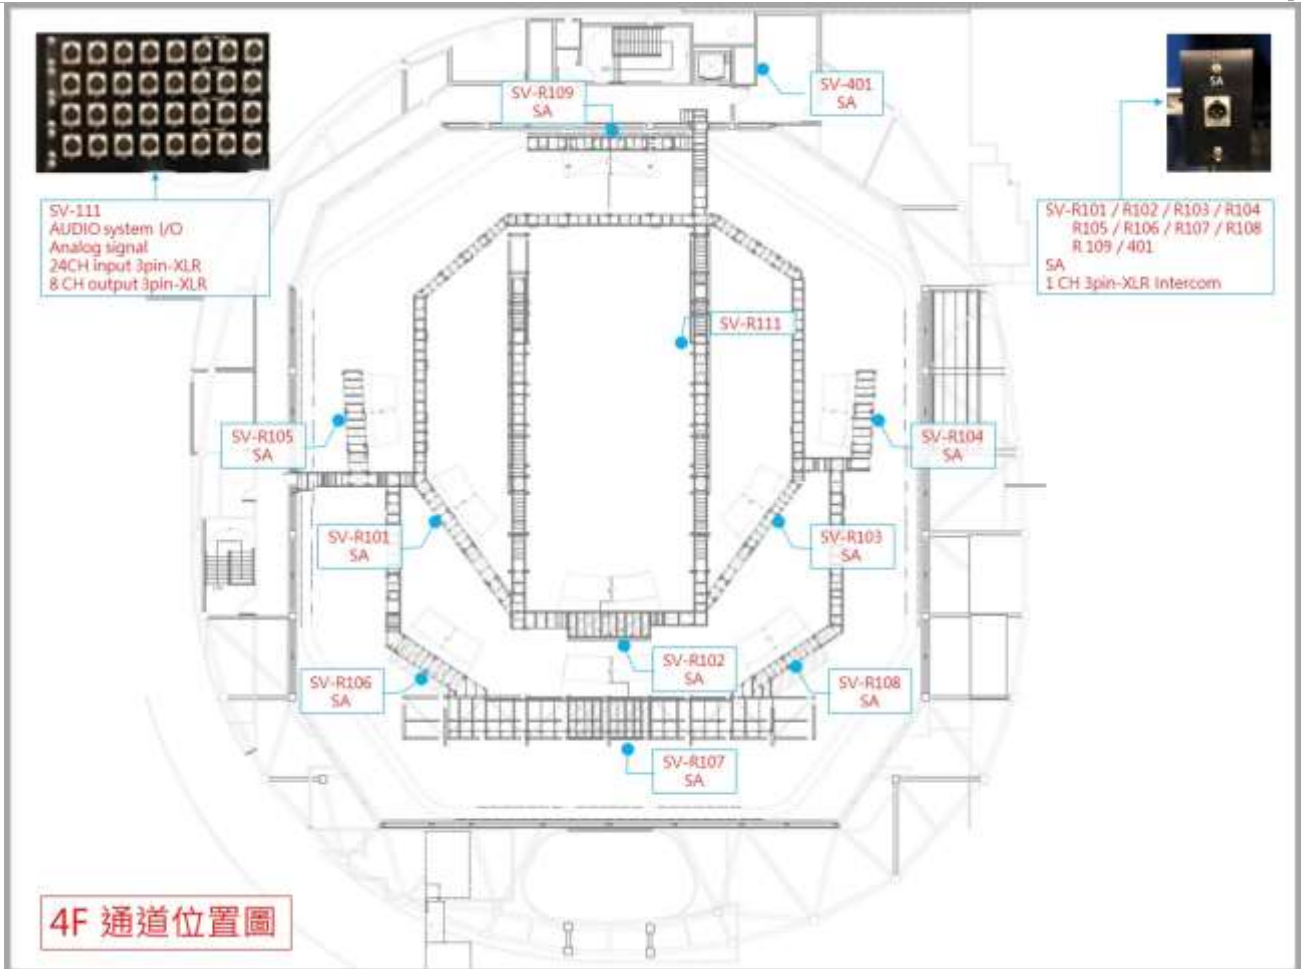 SV-R109
SA
SV-401
SA
SA
SV-111
AUDIO system I/O
Analog signal
24CH input 3pin-XLR
8 CH output 3pin-XLR
SV-R101 / R102 / R103 / R104
R105 / R106 / R107 / R108
R 109 / 401
SA
1 CH 3pin-XLR Intercom
SV-R111
SV-R105
SA
SV-R104
SA
SV-R101
SA
SV-R103
SA
SV-R102
SA
SV-R106
SA
SV-R108
SA
SV-R107
SA
4F 通道位置圖